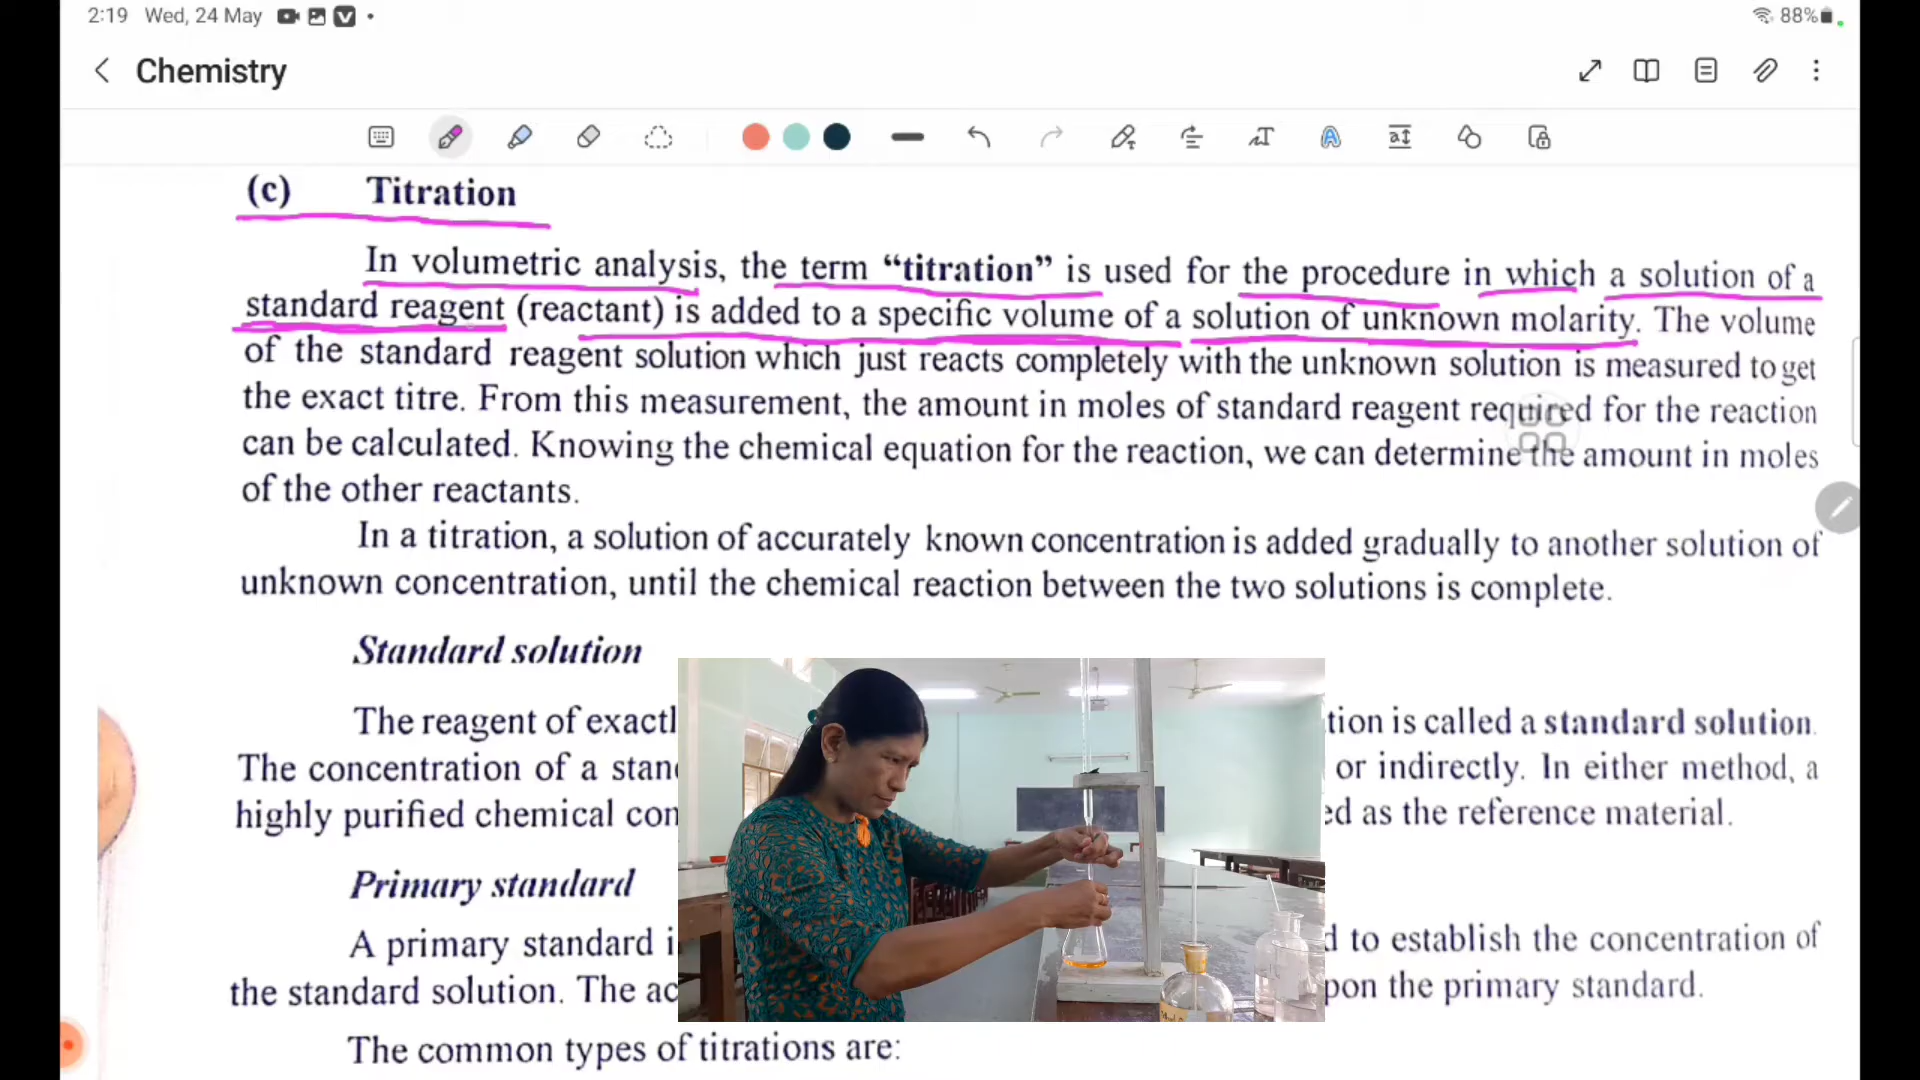 2:19 Wed, 24 May
88%
Chemistry
(c) Titration
In volumetric analysis, the term “titration” is used for the procedure in which a solution of a
standard reagent (reactant) is added to a specific volume of a solution of unknown molarity. The volume
of the standard reagent solution which just reacts completely with the unknown solution is measured to get
the exact titre. From this measurement, the amount in moles of standard reagent required for the reaction
can be calculated. Knowing the chemical equation for the reaction, we can determine the amount in moles
of the other reactants.
In a titration, a solution of accurately known concentration is added gradually to another solution of
unknown concentration, until the chemical reaction between the two solutions is complete.
Standard solution
The reagent of exactl tion is called a standard solution.
The concentration of a stan or indirectly. In either method, a
highly purified chemical con ed as the reference material.
Primary standard
A primary standard i d to establish the concentration of
the standard solution. The ac pon the primary standard.
The common types of titrations are: